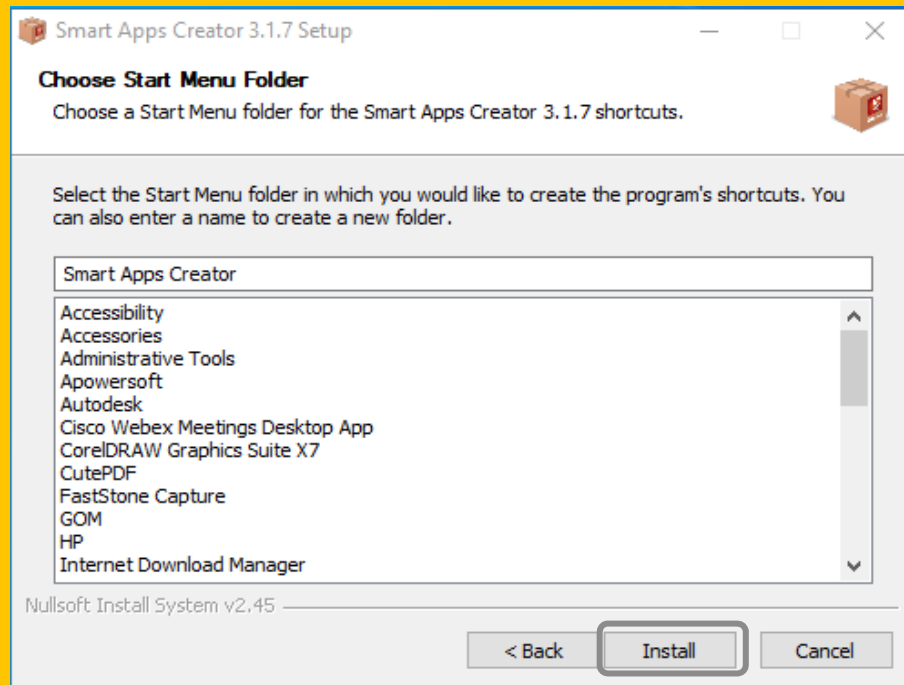 Smart Apps Creator 3.1.7 Setup
Choose Start Menu Folder
Choose a Start Menu folder for the Smart Apps Creator 3.1.7 shortcuts.
Select the Start Menu folder in which you would like to create the program's shortcuts. You
can also enter a name to create a new folder.
Smart Apps Creator
Accessibility
Accessories
Administrative Tools
Apowersoft
Autodesk
Cisco Webex Meetings Desktop App
CorelDRAW Graphics Suite X7
CutePDF
FastStone Capture
GOM
HP
Internet Download Manager
Nullsoft Install System v2.45
< Back Install Cancel